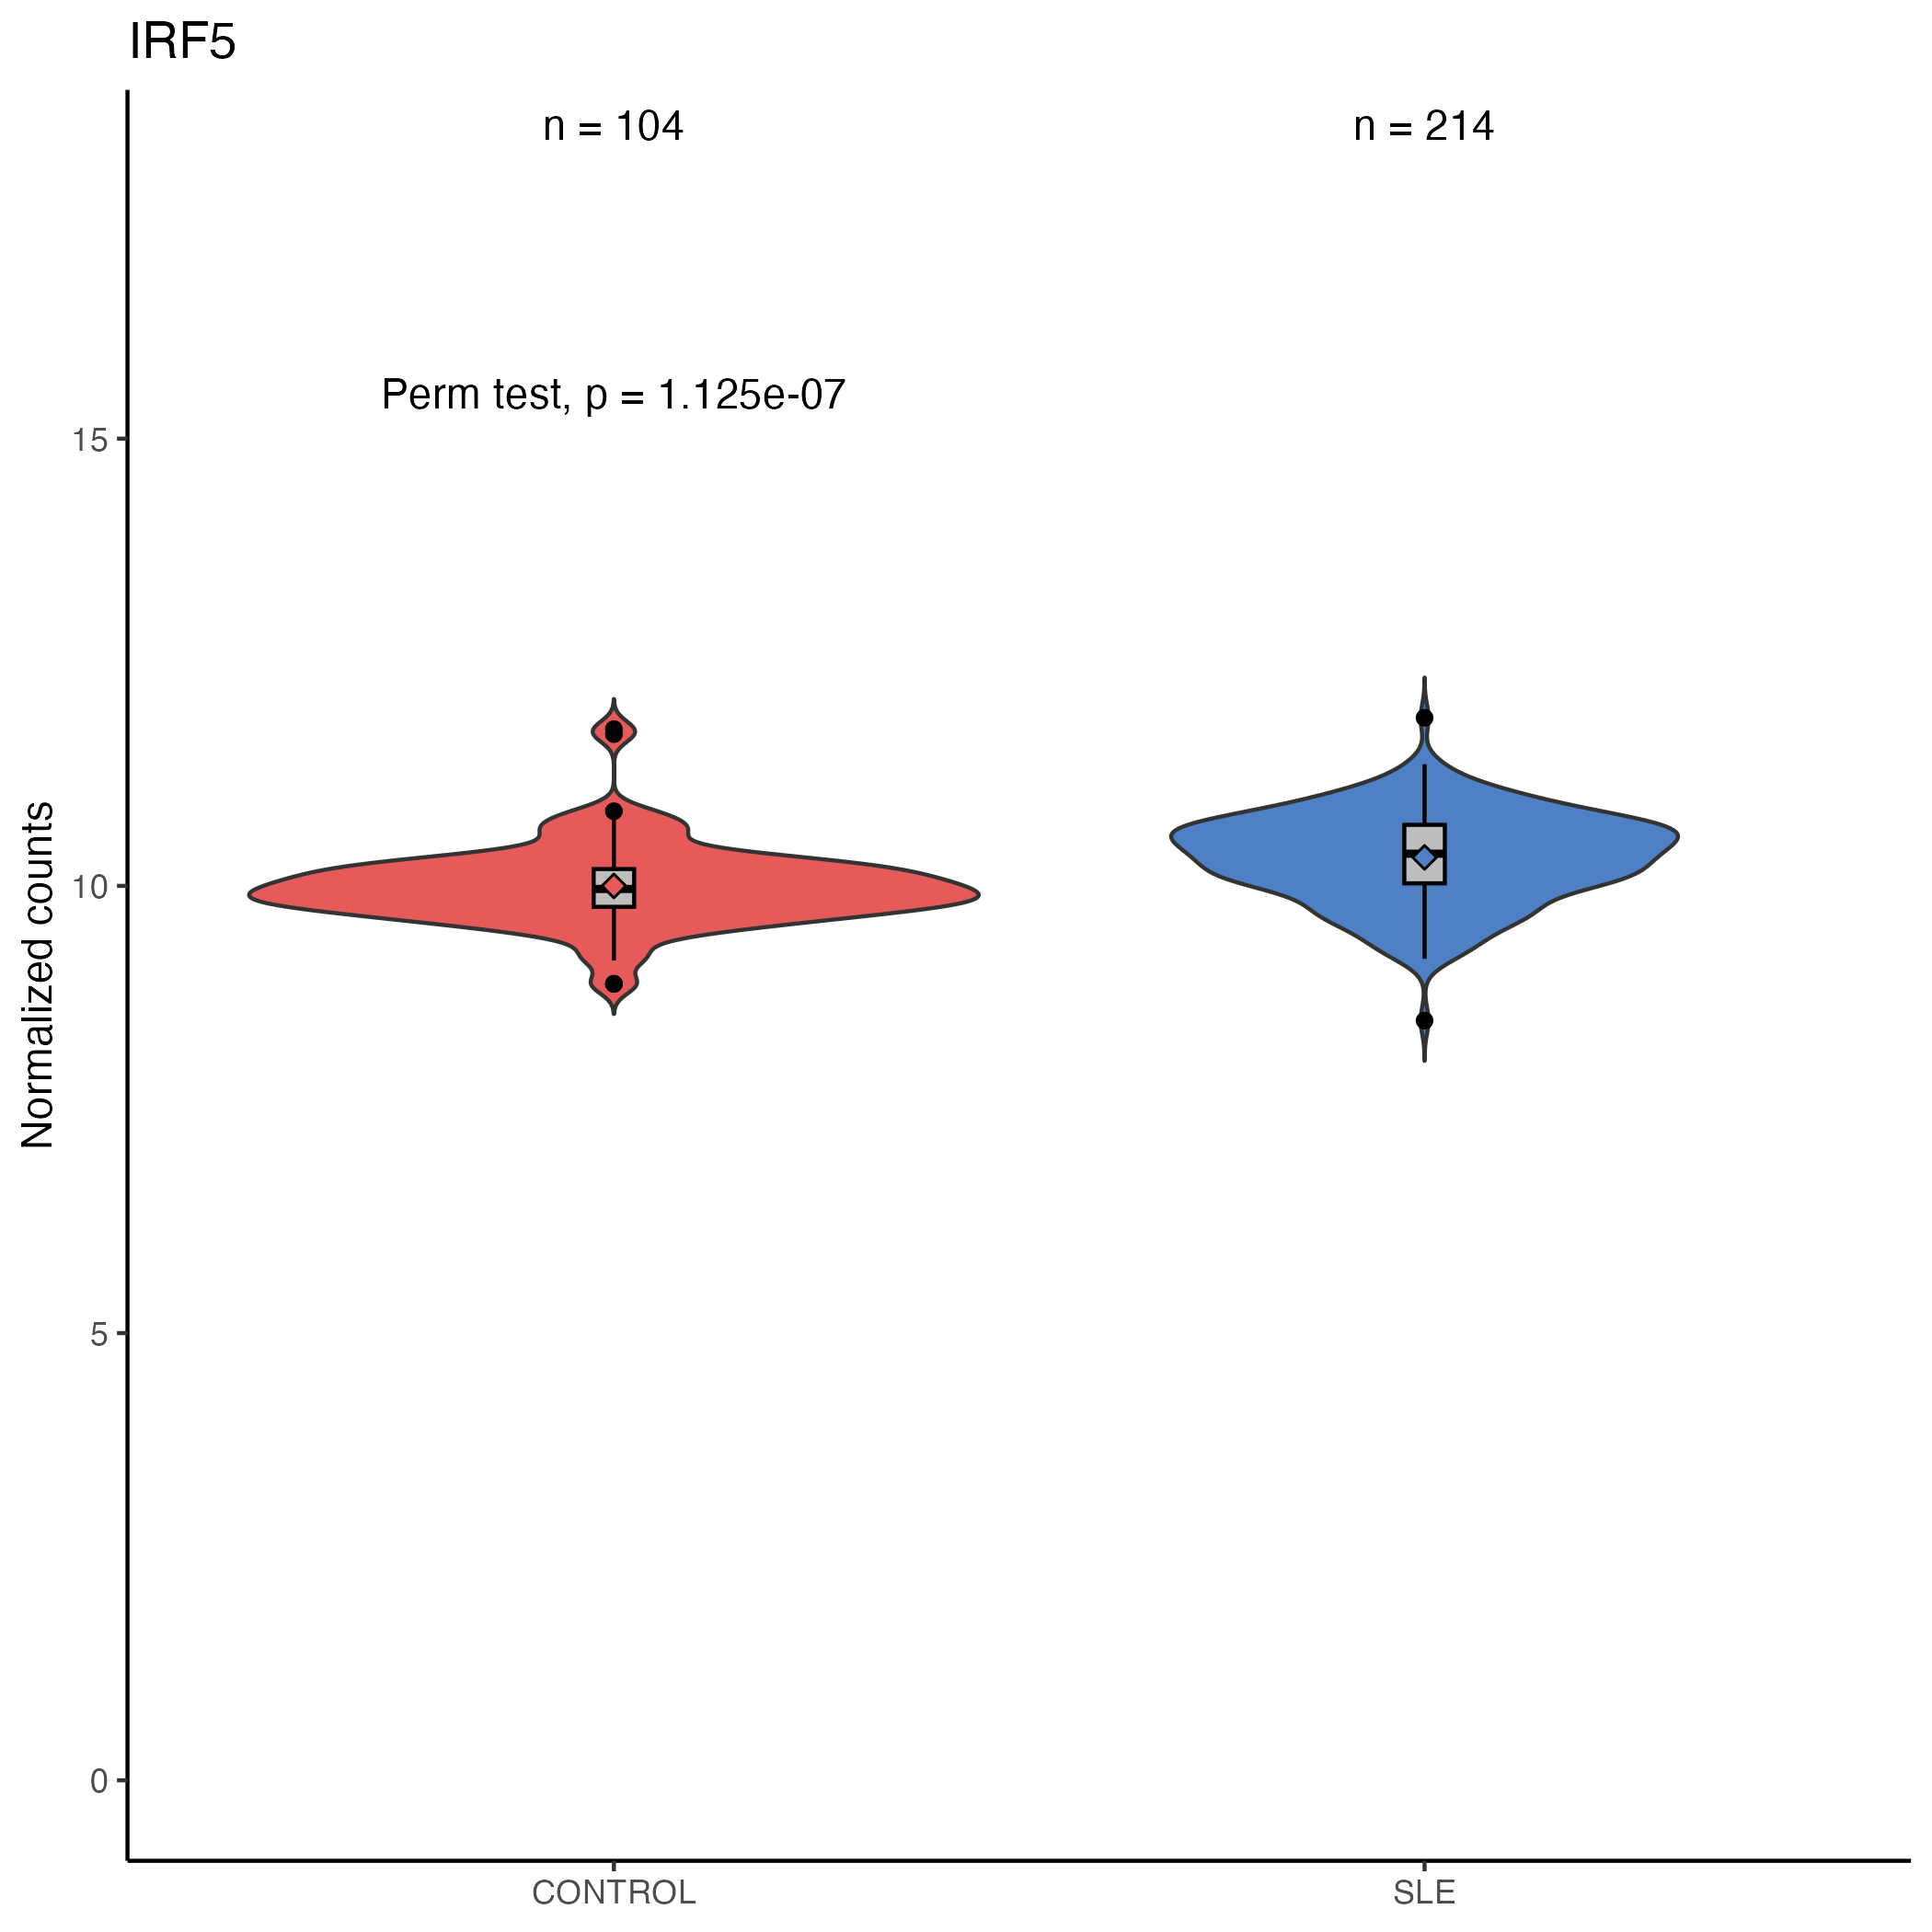 IRF5
n = 104
n = 214
Perm test, p = 1.125e-07
15
10
5
0
Normalized counts
CONTROL
SLE